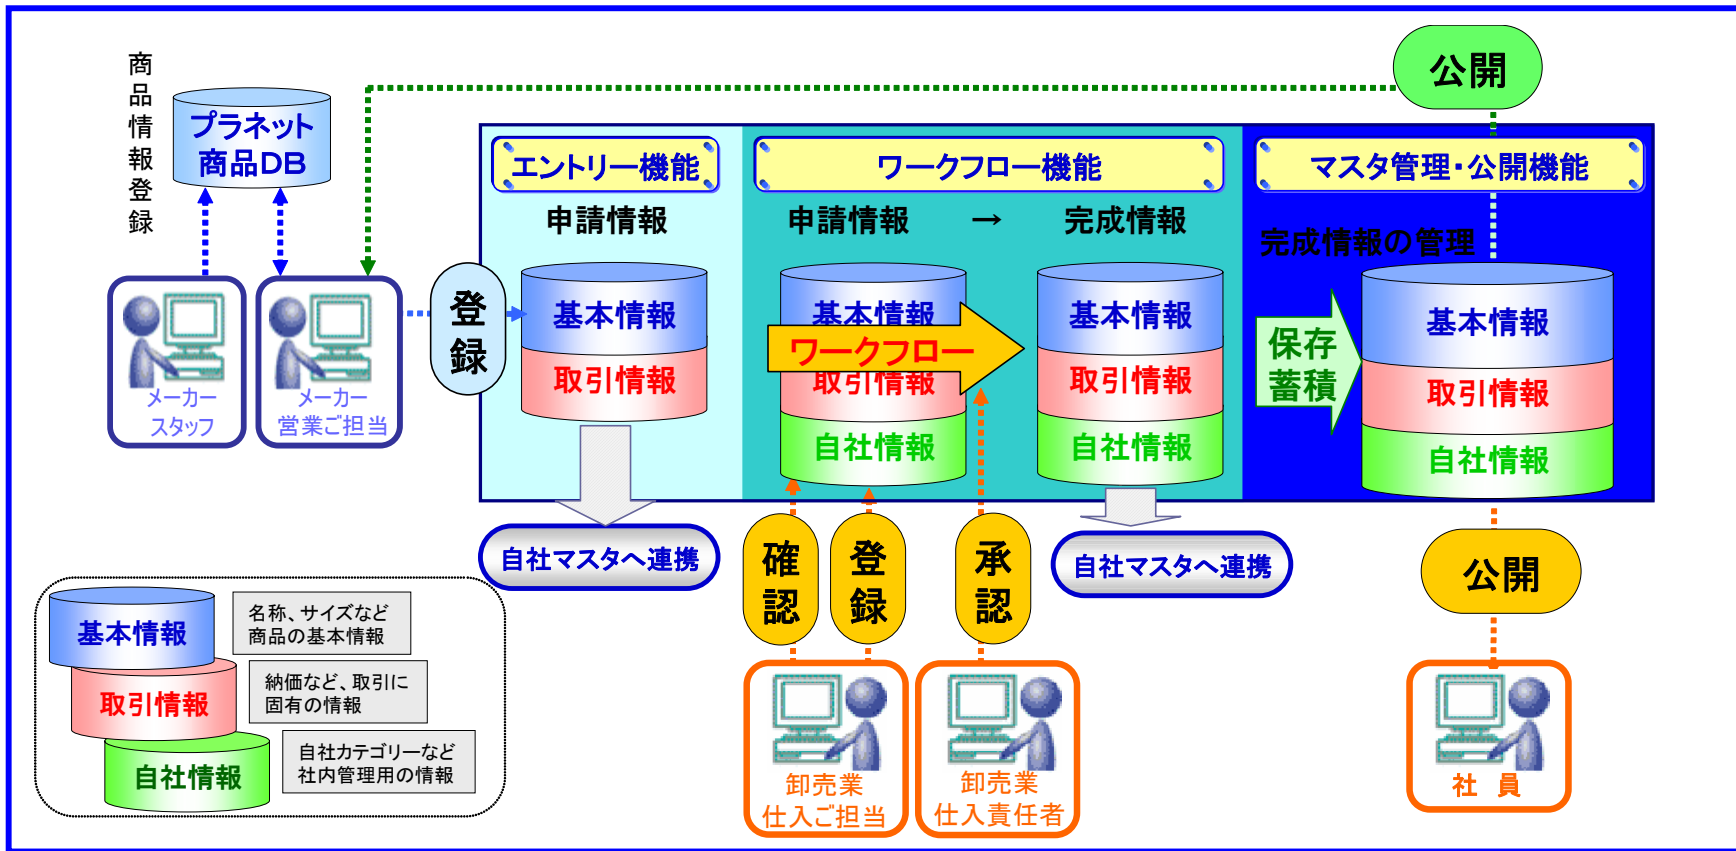 商品情報登録
プラネット
商品DB
公開
エントリー機能
ワークフロー機能
マスタ管理・公開機能
申請情報
申請情報 → 完成情報
完成情報の管理
メーカー
スタッフ
メーカー
営業ご担当
登録
基本情報
取引情報
基本情報
ワークフロー
取引情報
自社情報
基本情報
取引情報
自社情報
保存
蓄積
基本情報
取引情報
自社情報
自社マスタへ連携
確認
登録
承認
自社マスタへ連携
公開
基本情報
名称、サイズなど
商品の基本情報
取引情報
納価など、取引に
固有の情報
自社情報
自社カテゴリーなど
社内管理用の情報
卸売業
仕入ご担当
卸売業
仕入責任者
社 員